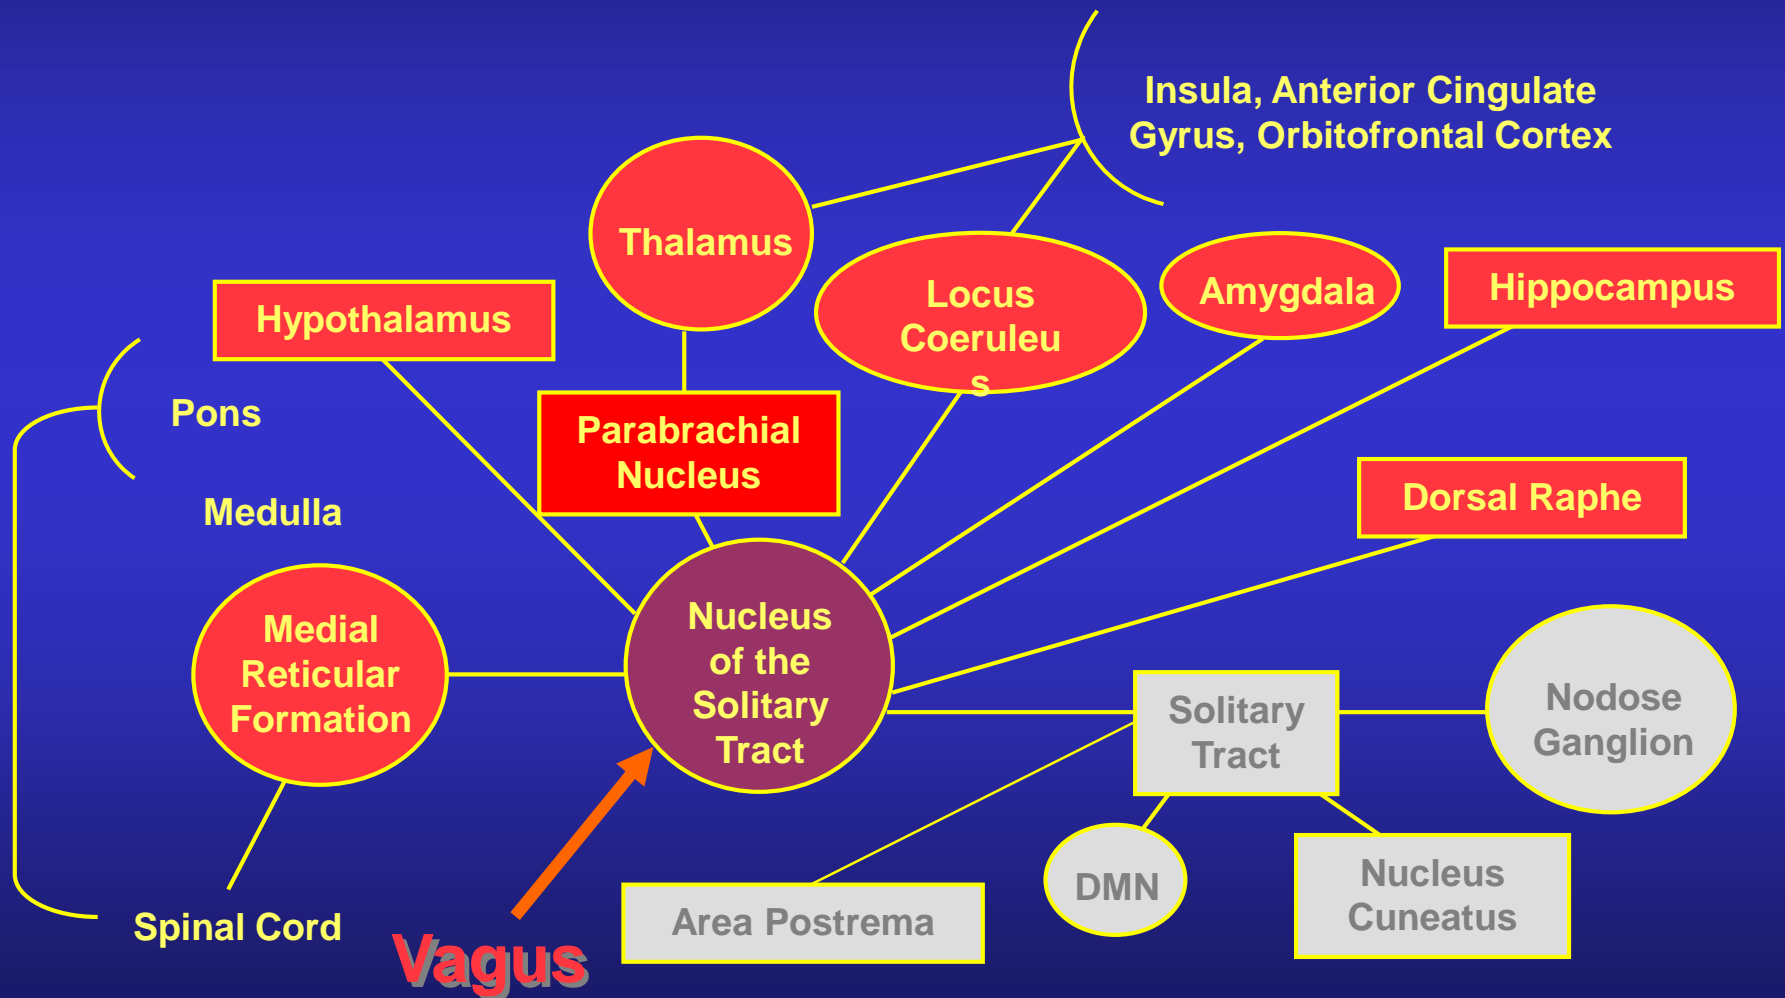 Insula, Anterior Cingulate
Gyrus, Orbitofrontal Cortex
Thalamus
Locus
Coeruleu
s
Amygdala
Hippocampus
Hypothalamus
Pons
Parabrachial
Nucleus
Medulla
Dorsal Raphe
Medial
Reticular
Formation
Nucleus
of the
Solitary
Tract
Solitary
Tract
Nodose
Ganglion
DMN
Nucleus
Cuneatus
Area Postrema
Spinal Cord
Vagus